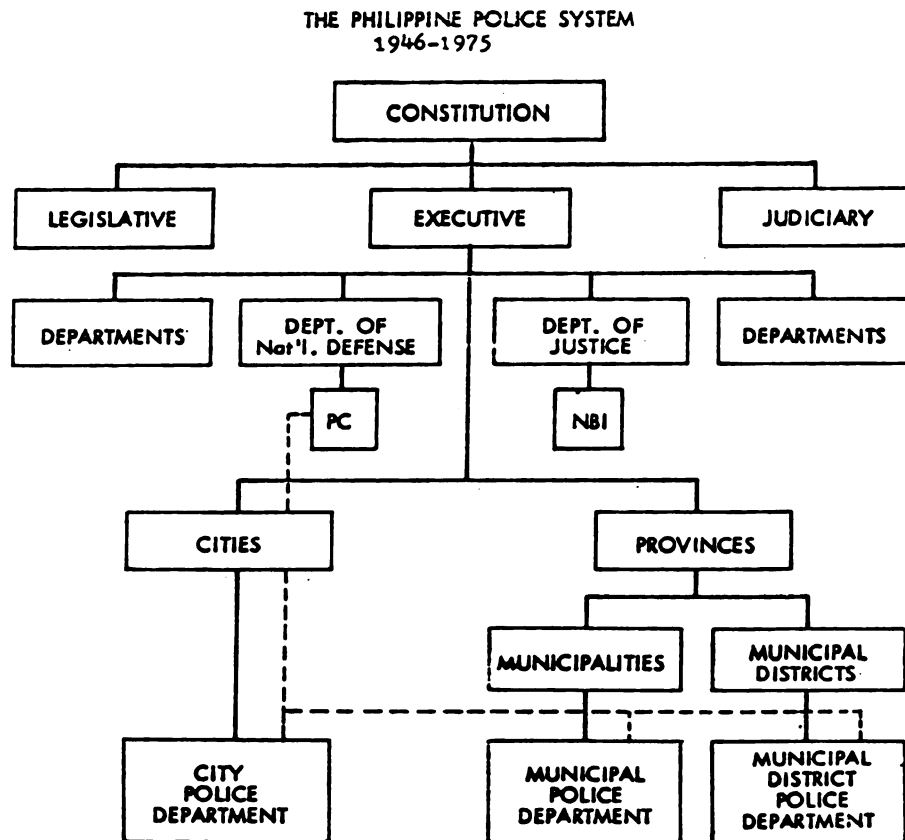 THE PHILIPPINE POLICE SYSTEM
1946-1975
CONSTITUTION
LEGISLATIVE
EXECUTIVE
JUDICIARY
DEPARTMENTS
DEPT. OF
Nat'l. DEFENSE
DEPT. OF
JUSTICE
DEPARTMENTS
PC
NBI
CITIES
PROVINCES
MUNICIPALITIES
MUNICIPAL
DISTRICTS
CITY
POLICE
DEPARTMENT
MUNICIPAL
POLICE
DEPARTMENT
MUNICIPAL
DISTRICT
POLICE
DEPARTMENT